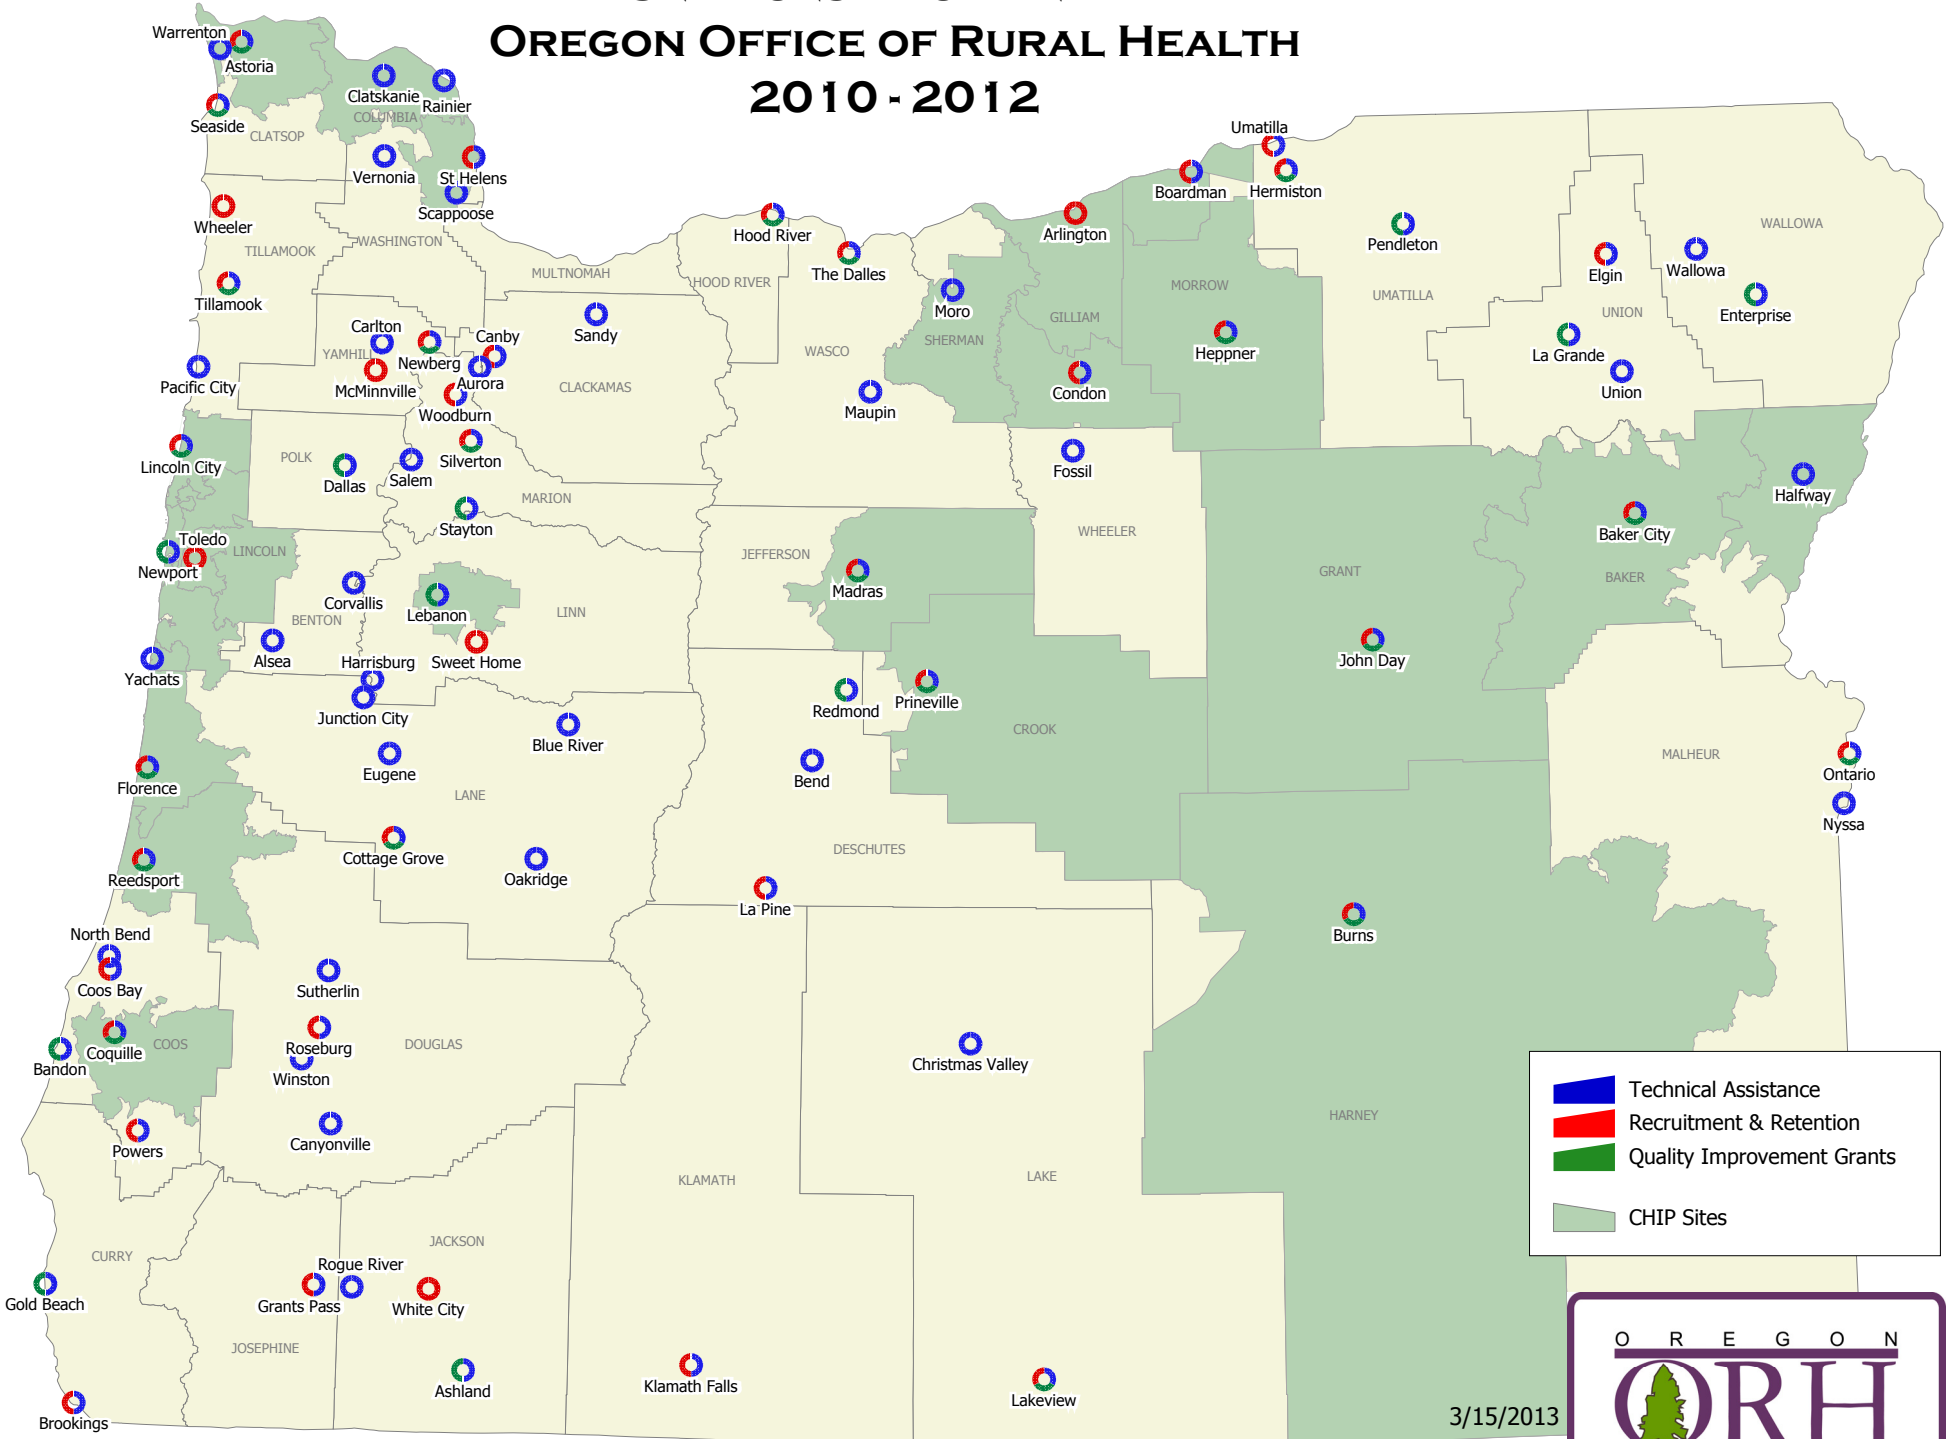 OREGON OFFICE OF RURAL HEALTH
2010 - 2012
Warrenton
Astoria
Clatskanie
Rainier
COLUMBIA
Seaside
CLATSOP
Vernonia
St Helens
Scappoose
Umatilla
Boardman
Hermiston
Wheeler
TILLAMOOK
WASHINGTON
Hood River
Arlington
Pendleton
WALLOWA
MULTNOMAH
HOOD RIVER
The Dalles
Elgin
Wallowa
Tillamook
Moro
GILLIAM
MORROW
UMATILLA
UNION
Enterprise
Carlton
YAMHILL
Newberg
Canby
Sandy
WASCO
SHERMAN
Heppner
La Grande
Pacific City
McMinnville
Aurora
CLACKAMAS
Condon
Union
Woodburn
Maupin
Lincoln City
POLK
Dallas
Salem
Silverton
Fossil
Halfway
MARION
Stayton
WHEELER
Baker City
Toledo
LINCOLN
Newport
JEFFERSON
GRANT
BAKER
Corvallis
BENTON
Lebanon
LINN
Madras
Alsea
Harrisburg
Sweet Home
John Day
Yachats
Junction City
Blue River
Redmond
Prineville
CROOK
Eugene
Bend
MALHEUR
Florence
LANE
Ontario
Nyssa
Cottage Grove
Oakridge
DESCHUTES
Reedsport
La Pine
North Bend
Coos Bay
Sutherlin
Burns
Coquille
COOS
Roseburg
DOUGLAS
Bandon
Winston
Christmas Valley
Canyonville
HARNEY
Powers
KLAMATH
LAKE
CURRY
JACKSON
Rogue River
Gold Beach
Grants Pass
White City
JOSEPHINE
Ashland
Klamath Falls
Lakeview
Brookings
Technical Assistance
Recruitment & Retention
Quality Improvement Grants
CHIP Sites
3/15/2013
OREGON
ORH